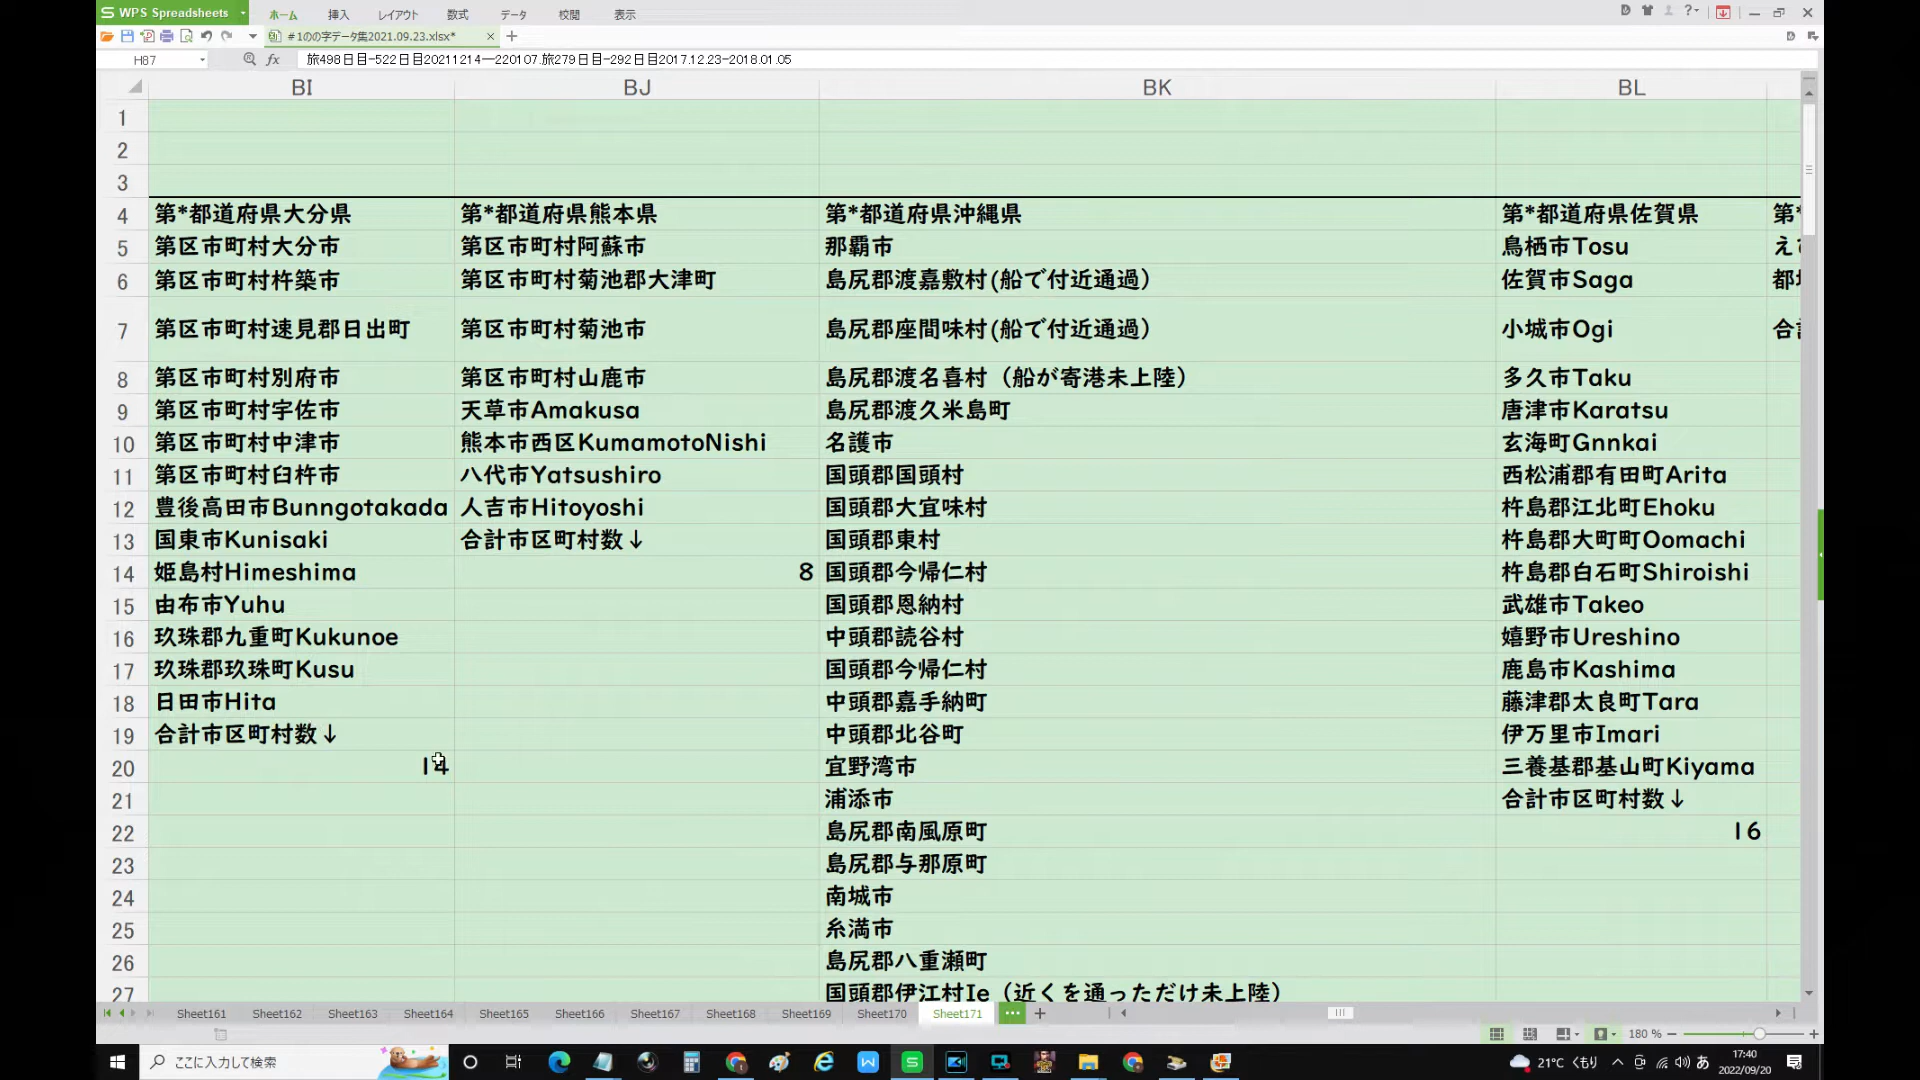 WPS Spreadsheets
ホーム 挿入 レイアウト 数式 データ 校閲 表示
#1のの字データ集2021.09.23.xlsx*
H87 fx 旅498日目-522日目20211214—220107.旅279日目-292日目2017.12.23-2018.01.05
BI BJ BK BL
1
2
3
4 第*都道府県大分県 第*都道府県熊本県 第*都道府県沖縄県 第*都道府県佐賀県 第*
5 第区市町村大分市 第区市町村阿蘇市 那覇市 鳥栖市Tosu
6 第区市町村杵築市 第区市町村菊池郡大津町 島尻郡渡嘉敷村(船で付近通過) 佐賀市Saga
7 第区市町村速見郡日出町 第区市町村菊池市 島尻郡座間味村(船で付近通過) 小城市Ogi
8 第区市町村別府市 第区市町村山鹿市 島尻郡渡名喜村（船が寄港未上陸） 多久市Taku
9 第区市町村宇佐市 天草市Amakusa 島尻郡渡久米島町 唐津市Karatsu
10 第区市町村中津市 熊本市西区KumamotoNishi 名護市 玄海町Gnnkai
11 第区市町村臼杵市 八代市Yatsushiro 国頭郡国頭村 西松浦郡有田町Arita
12 豊後高田市Bunngotakada 人吉市Hitoyoshi 国頭郡大宜味村 杵島郡江北町Ehoku
13 国東市Kunisaki 合計市区町村数↓ 国頭郡東村 杵島郡大町町Oomachi
14 姫島村Himeshima 8 国頭郡今帰仁村 杵島郡白石町Shiroishi
15 由布市Yuhu 国頭郡恩納村 武雄市Takeo
16 玖珠郡九重町Kukunoe 中頭郡読谷村 嬉野市Ureshino
17 玖珠郡玖珠町Kusu 国頭郡今帰仁村 鹿島市Kashima
18 日田市Hita 中頭郡嘉手納町 藤津郡太良町Tara
19 合計市区町村数↓ 中頭郡北谷町 伊万里市Imari
20 14 宜野湾市 三養基郡基山町Kiyama
21 浦添市 合計市区町村数↓
22 島尻郡南風原町 16
23 島尻郡与那原町
24 南城市
25 糸満市
26 島尻郡八重瀬町
27 国頭郡伊江村Ie（近くを通っただけ未上陸）
Sheet161 Sheet162 Sheet163 Sheet164 Sheet165 Sheet166 Sheet167 Sheet168 Sheet169 Sheet170 Sheet171
180 %
ここに入力して検索
21°C くもり あ 17:40
2022/09/20